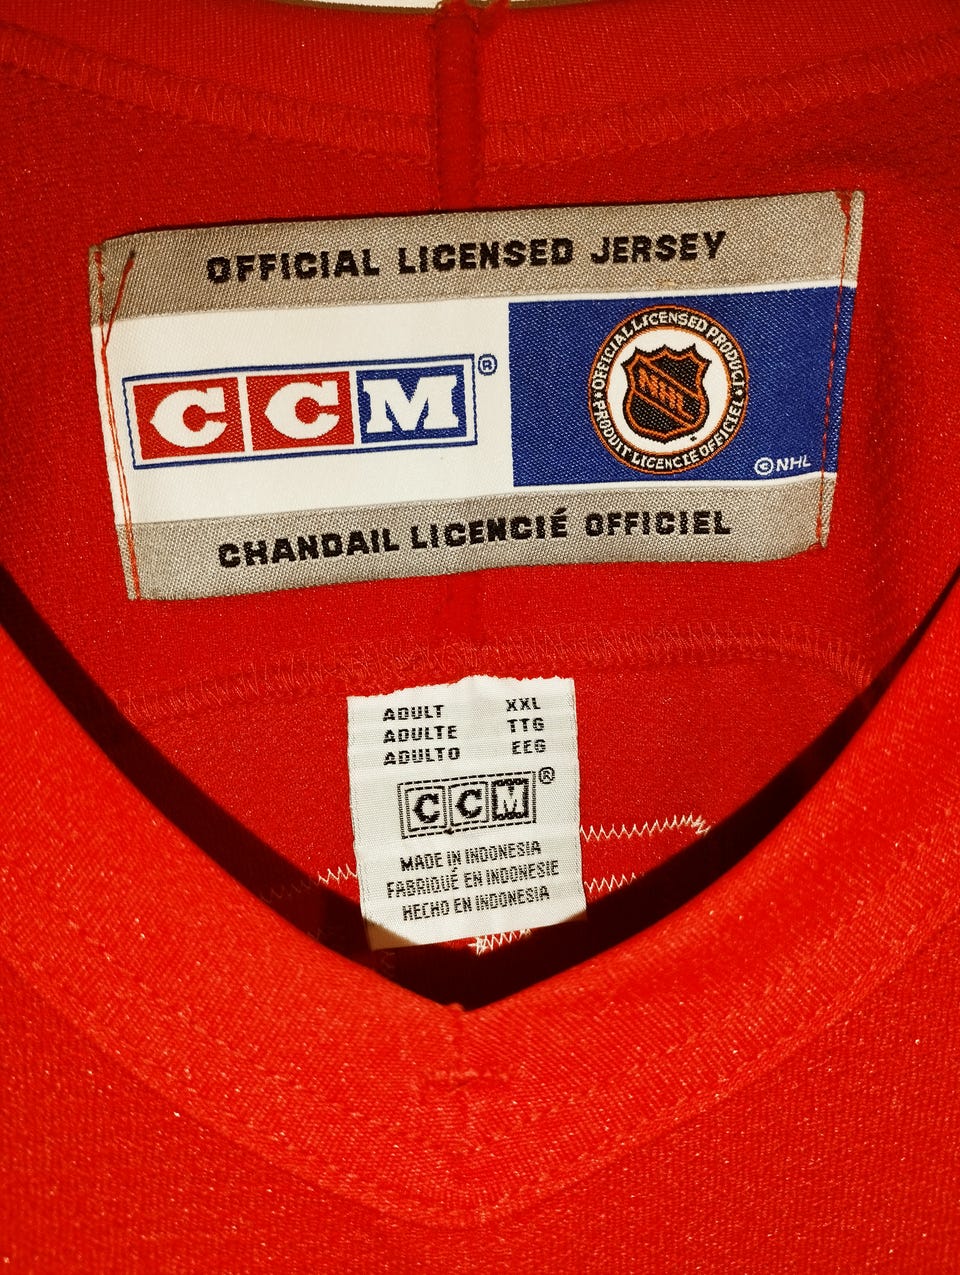 OFFICIAL LICENSED JERSEY
CCM®
OFFICIAL LICENSED PRODUCT
NHL
PRODUIT LICENCIÉ OFFICIEL
©NHL
CHANDAIL LICENCIÉ OFFICIEL
ADULT XXL
ADULTE TTG
ADULTO EEG
CCM®
MADE IN INDONESIA
FABRIQUÉ EN INDONESIE
HECHO EN INDONESIA